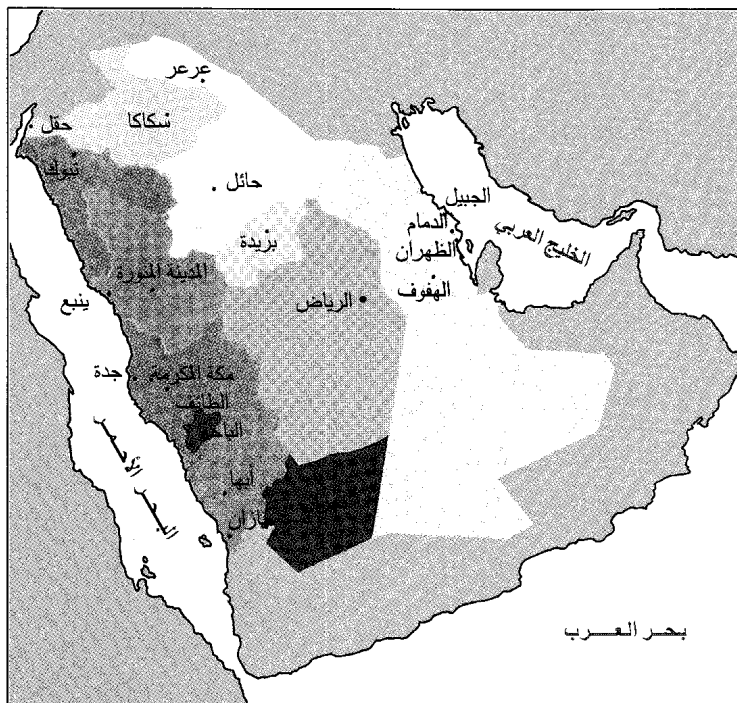 عرعر
سكاكا
حقل
تبوك
حائل
بريدة
الجبيل
الدمام
الظهران
الهفوف
الخليج العربي
المدينة المنورة
ينبع
الرياض
جدة
مكة المكرمة
الطائف
الباحة
أبها
جازان
البحر الأحمر
بحر العرب